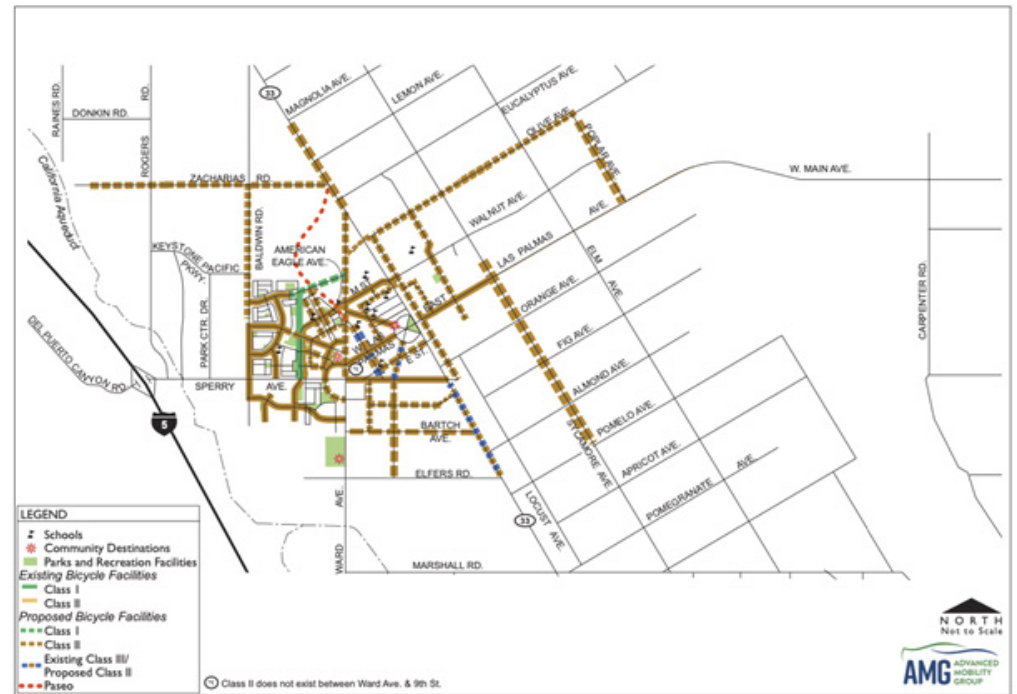 33
MAGNOLIA AVE.
LEMON AVE.
EUCALYPTUS AVE.
RAINES RD.
DONKIN RD.
ROGERS RD.
OLIVE AVE.
POPLAR AVE.
California Aqueduct
ZACHARIAS RD
W. MAIN AVE.
WALNUT AVE.
BALDWIN RD.
AMERICAN
EAGLE AVE.
KEYSTONE PACIFIC
PKWY.
LAS PALMAS AVE.
ELM AVE.
M ST.
EAST
ORANGE AVE.
CARPENTER RD.
PARK CTR. DR.
DEL PUERTO CANYON RD.
E ST.
FIG AVE.
SPERRY AVE.
ALMOND AVE.
5
POMELO AVE.
BARTCH
AVE.
SYCAMORE AVE.
APRICOT AVE.
ELFERS RD.
POMEGRANATE AVE.
LOCUST AVE.
33
WARD AVE.
MARSHALL RD.
LEGEND
Schools
Community Destinations
Parks and Recreation Facilities
Existing Bicycle Facilities
Class I
Class II
Proposed Bicycle Facilities
Class I
Class II
Existing Class III/
Proposed Class II
Paseo
Class II does not exist between Ward Ave. & 9th St.
NORTH
Not to Scale
AMG ADVANCED
MOBILITY
GROUP